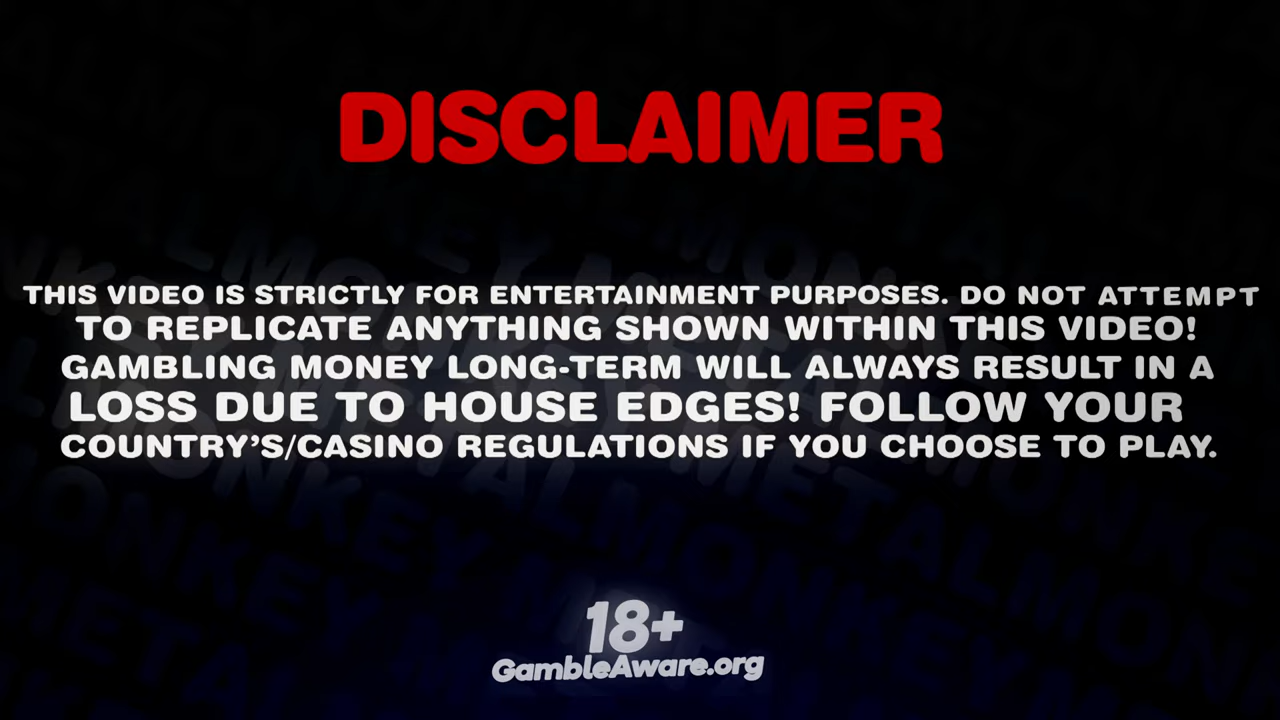 DISCLAIMER
THIS VIDEO IS STRICTLY FOR ENTERTAINMENT PURPOSES. DO NOT ATTEMPT
TO REPLICATE ANYTHING SHOWN WITHIN THIS VIDEO!
GAMBLING MONEY LONG-TERM WILL ALWAYS RESULT IN A
LOSS DUE TO HOUSE EDGES! FOLLOW YOUR
COUNTRY'S/CASINO REGULATIONS IF YOU CHOOSE TO PLAY.
18+
GambleAware.org